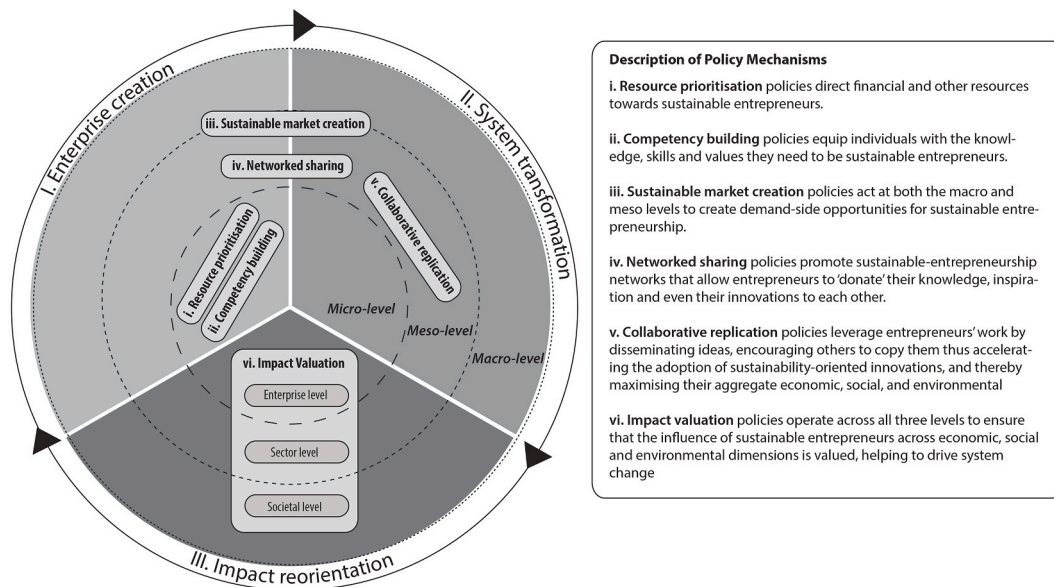 I. Enterprise creation
II. System transformation
iii. Sustainable market creation
iv. Networked sharing
v. Collaborative replication
i. Resource prioritisation
ii. Competency building
Micro-level
Meso-level
Macro-level
vi. Impact Valuation
Enterprise level
Sector level
Societal level
III. Impact reorientation
Description of Policy Mechanisms
i. Resource prioritisation policies direct financial and other resources
towards sustainable entrepreneurs.
ii. Competency building policies equip individuals with the knowl-
edge, skills and values they need to be sustainable entrepreneurs.
iii. Sustainable market creation policies act at both the macro and
meso levels to create demand-side opportunities for sustainable entre-
preneurship.
iv. Networked sharing policies promote sustainable-entrepreneurship
networks that allow entrepreneurs to ‘donate’ their knowledge, inspira-
tion and even their innovations to each other.
v. Collaborative replication policies leverage entrepreneurs’ work by
disseminating ideas, encouraging others to copy them thus accelerat-
ing the adoption of sustainability-oriented innovations, and thereby
maximising their aggregate economic, social, and environmental
vi. Impact valuation policies operate across all three levels to ensure
that the influence of sustainable entrepreneurs across economic, social
and environmental dimensions is valued, helping to drive system
change